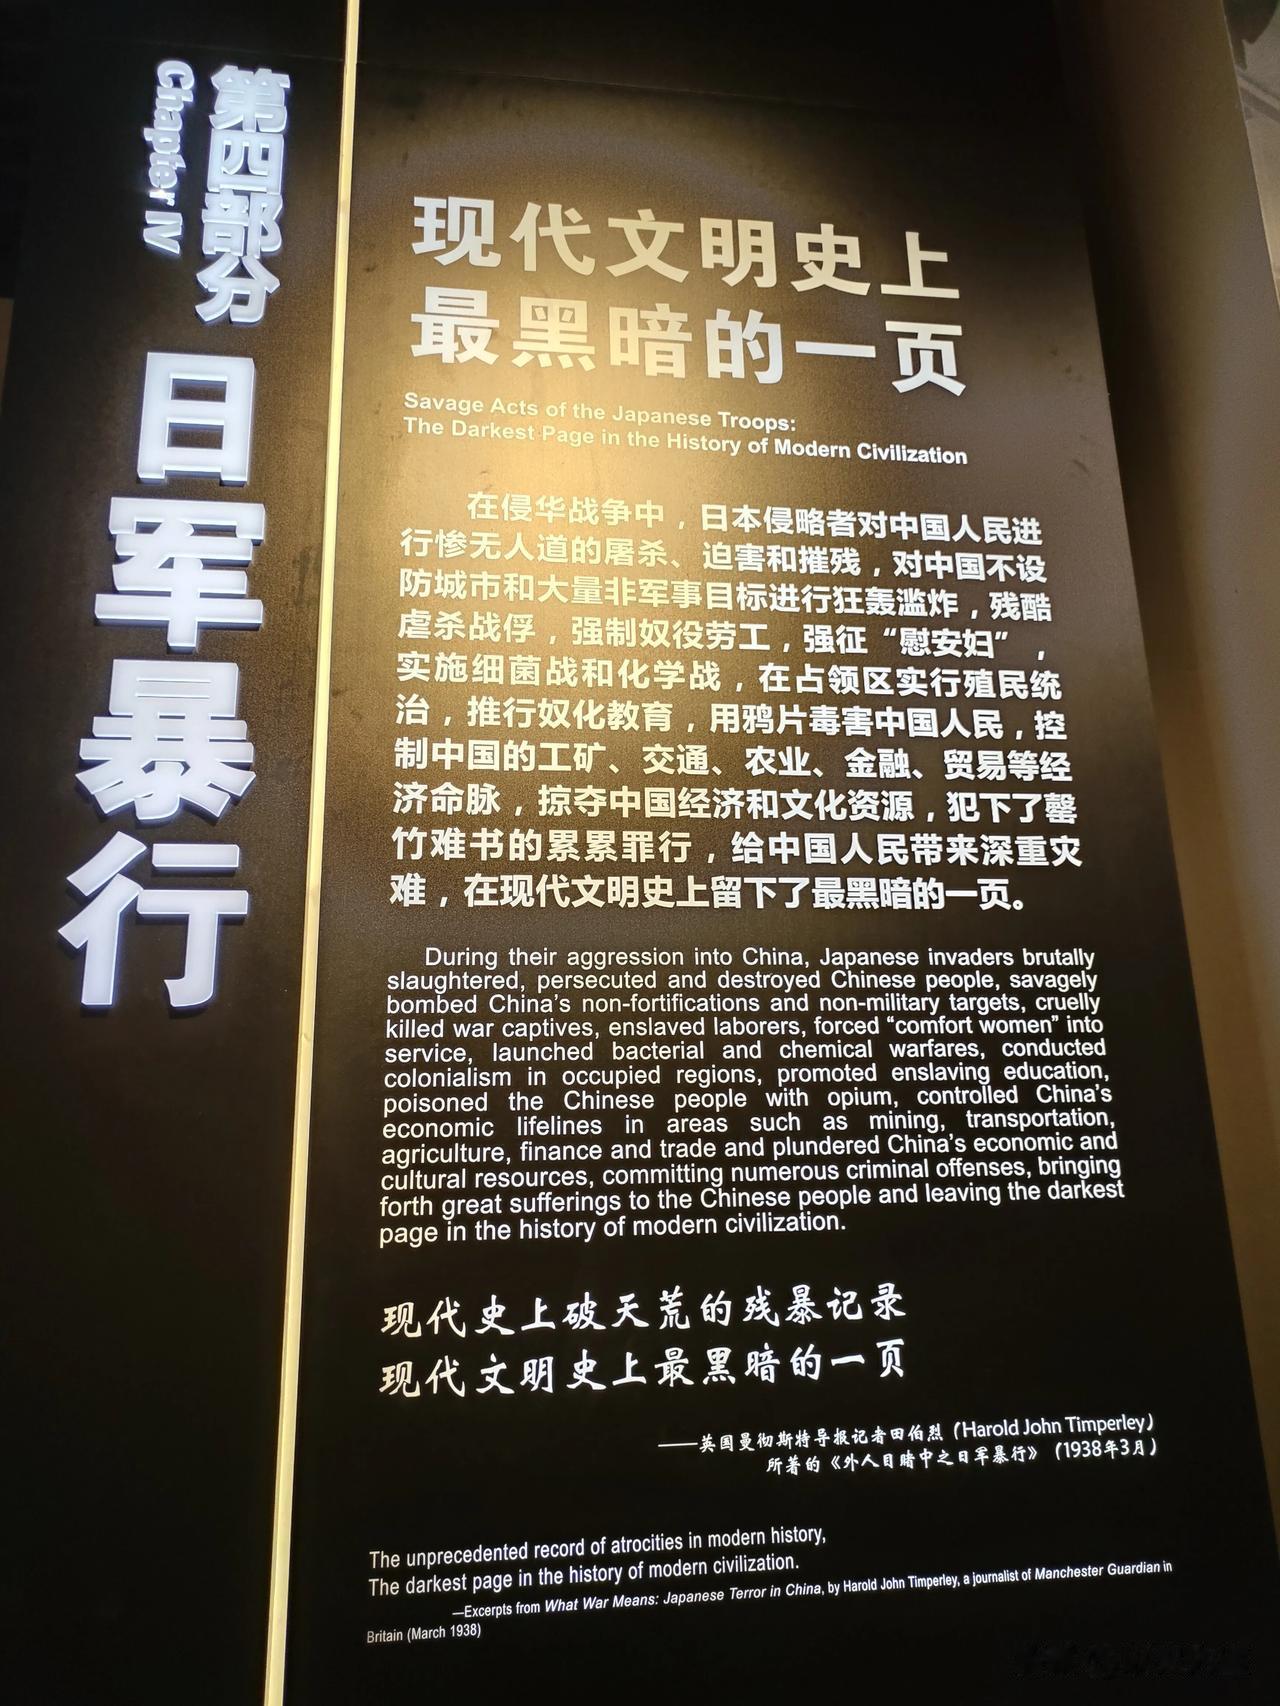 第四部分
Chapter IV
日军暴行
现代文明史上
最黑暗的一页
Savage Acts of the Japanese Troops:
The Darkest Page in the History of Modern Civilization
在侵华战争中，日本侵略者对中国人民进
行惨无人道的屠杀、迫害和摧残，对中国不设
防城市和大量非军事目标进行狂轰滥炸，残酷
虐杀战俘，强制奴役劳工，强征“慰安妇”，
实施细菌战和化学战，在占领区实行殖民统
治，推行奴化教育，用鸦片毒害中国人民，控
制中国的工矿、交通、农业、金融、贸易等经
济命脉，掠夺中国经济和文化资源，犯下了罄
竹难书的累累罪行，给中国人民带来深重灾
难，在现代文明史上留下了最黑暗的一页。
During their aggression into China, Japanese invaders brutally
slaughtered, persecuted and destroyed Chinese people, savagely
bombed China's non-fortifications and non-military targets, cruelly
killed war captives, enslaved laborers, forced “comfort women” into
service, launched bacterial and chemical warfares, conducted
colonialism in occupied regions, promoted enslaving education,
poisoned the Chinese people with opium, controlled China's
economic lifelines in areas such as mining, transportation,
agriculture, finance and trade and plundered China's economic and
cultural resources, committing numerous criminal offenses, bringing
forth great sufferings to the Chinese people and leaving the darkest
page in the history of modern civilization.
现代史上破天荒的残暴记录
现代文明史上最黑暗的一页
——英国曼彻斯特导报记者田伯烈（Harold John Timperley）
所著的《外人目睹中之日军暴行》（1938年3月）
The unprecedented record of atrocities in modern history,
The darkest page in the history of modern civilization.
—Excerpts from What War Means: Japanese Terror in China, by Harold John Timperley, a journalist of Manchester Guardian in
Britain (March 1938)